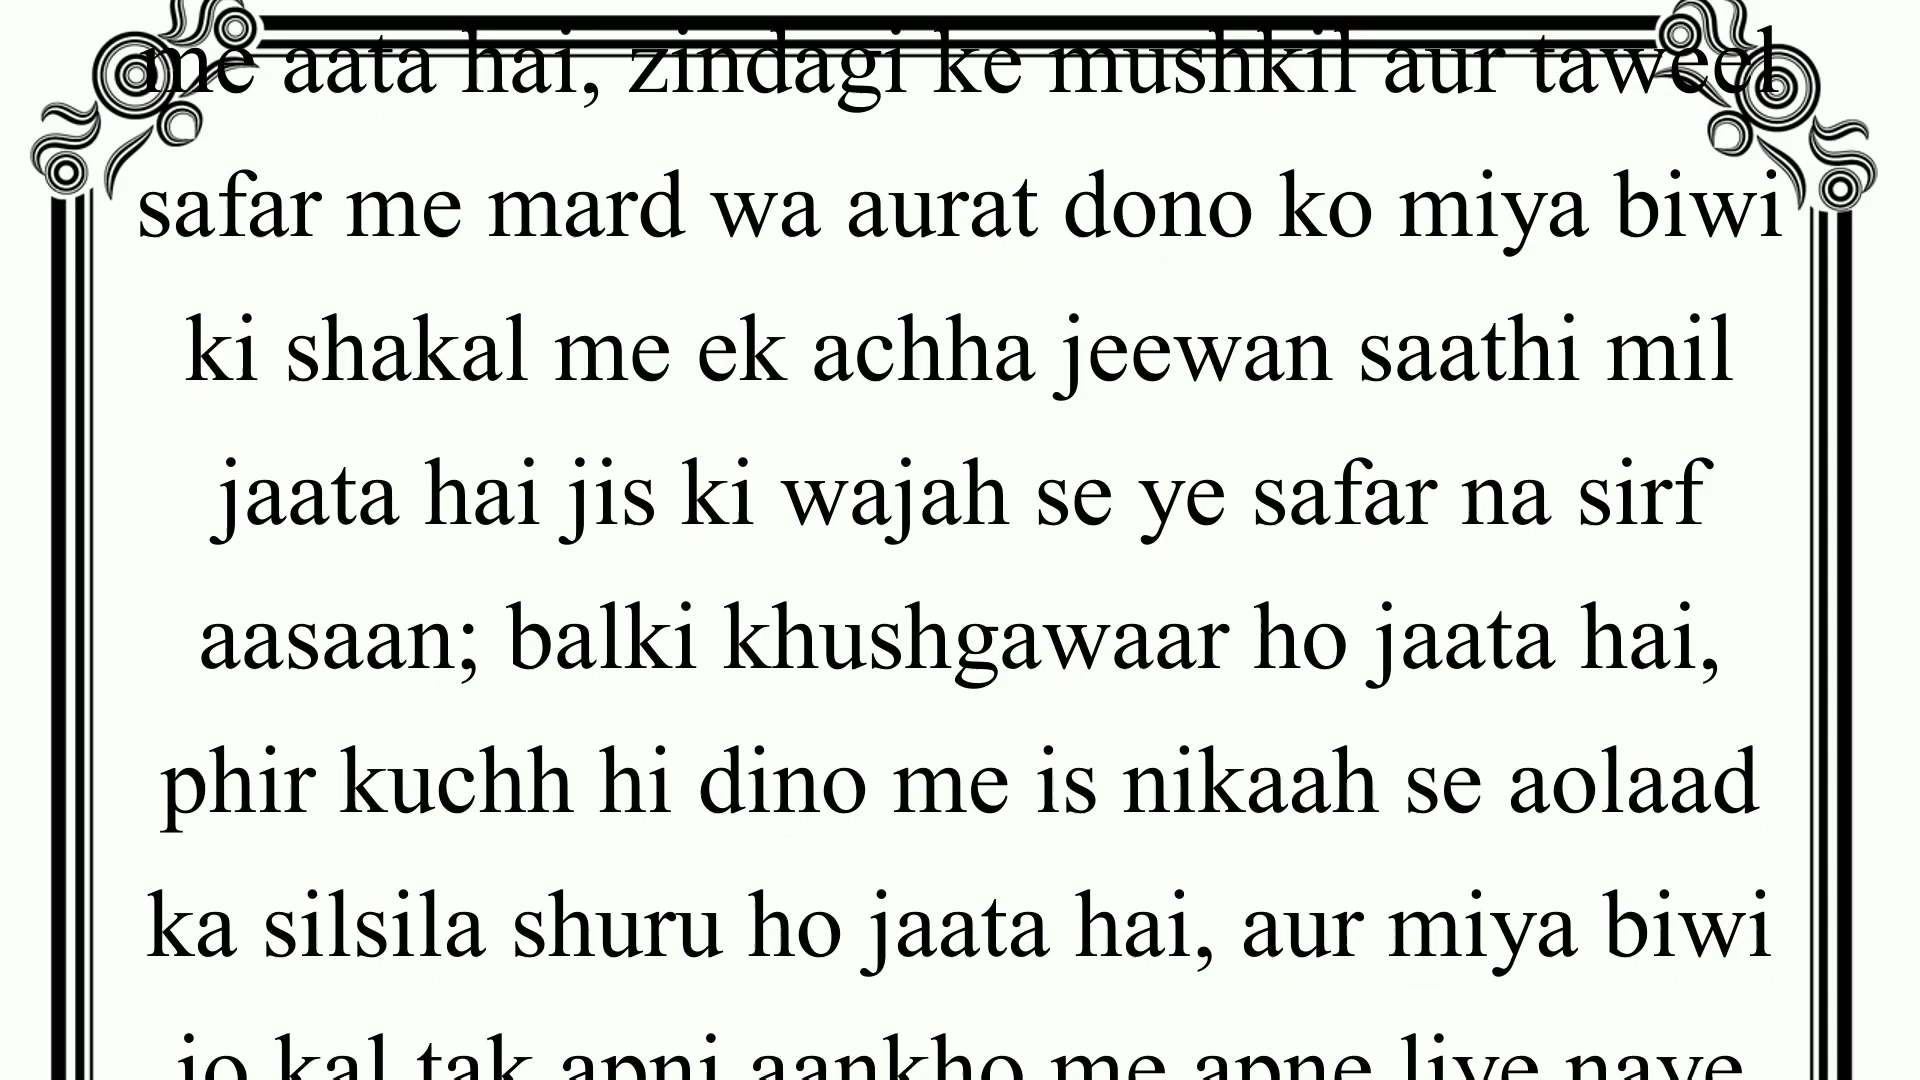 me aata hai, zindagi ke mushkil aur taweel
safar me mard wa aurat dono ko miya biwi
ki shakal me ek achha jeewan saathi mil
jaata hai jis ki wajah se ye safar na sirf
aasaan; balki khushgawaar ho jaata hai,
phir kuchh hi dino me is nikaah se aolaad
ka silsila shuru ho jaata hai, aur miya biwi
jo kal tak apni aankho me apne liye naye